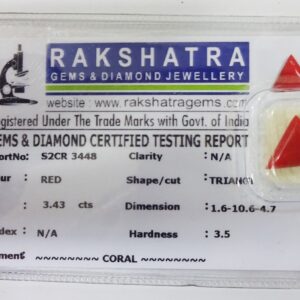 RAKSHATRA
GEMS & DIAMOND JEWELLERY
website : www.rakshatragems.com
gistered Under The Trade Marks with Govt. of India
EMS & DIAMOND CERTIFIED TESTING REPORT
ortNo: S2CR 3448 Clarity : N/A
ur : RED Shape/cut : TRIANG
: 3.43 cts Dimension : 1.6-10.6-4.7
Index : N/A Hardness : 3.5
ment: ~~~~~~~~ CORAL ~~~~~~~~